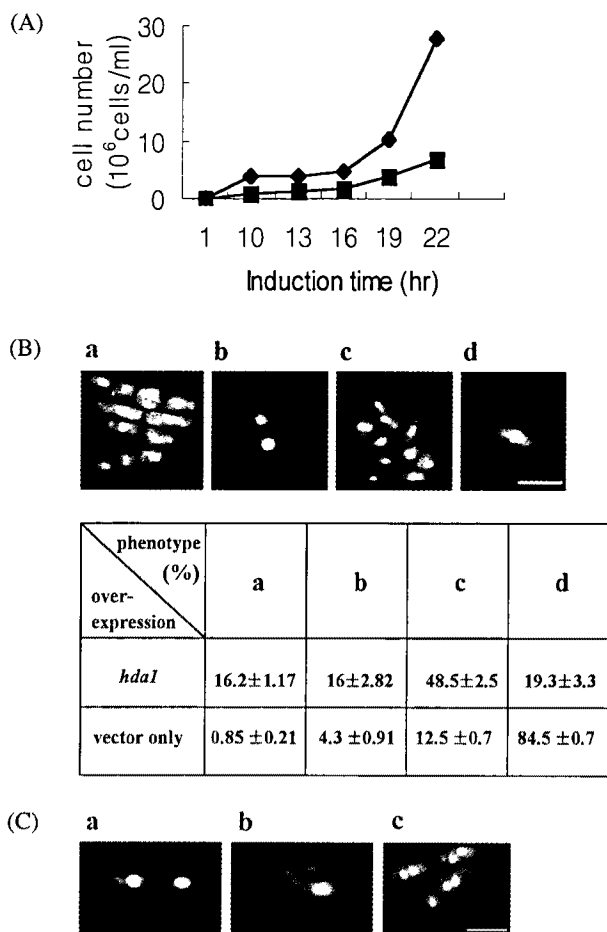 (A)
cell number
(10⁶cells/ml)
30
20
10
0
1 10 13 16 19 22
Induction time (hr)
(B)
a b c d
phenotype
(%)
over-
expression
a b c d
hda1 16.2±1.17 16±2.82 48.5±2.5 19.3±3.3
vector only 0.85 ±0.21 4.3 ±0.91 12.5 ±0.7 84.5 ±0.7
(C)
a b c